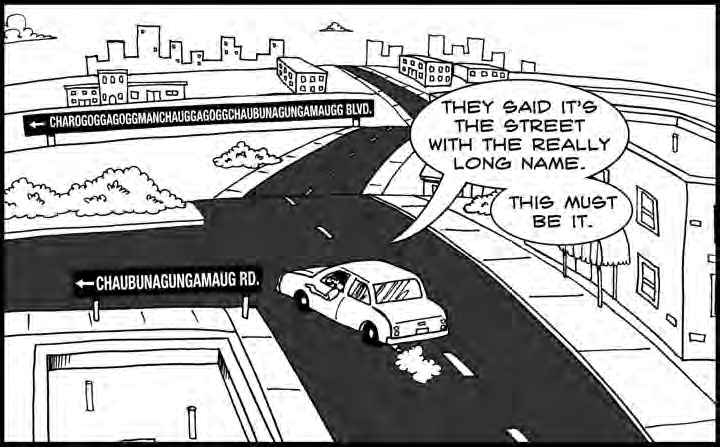 ← CHAROGOGGAGOGGMANCHAUGGAGOGGCHAUBUNAGUNGAMAUGG BLVD.
THEY SAID IT'S
THE STREET
WITH THE REALLY
LONG NAME.
THIS MUST
BE IT.
← CHAUBUNAGUNGAMAUG RD.